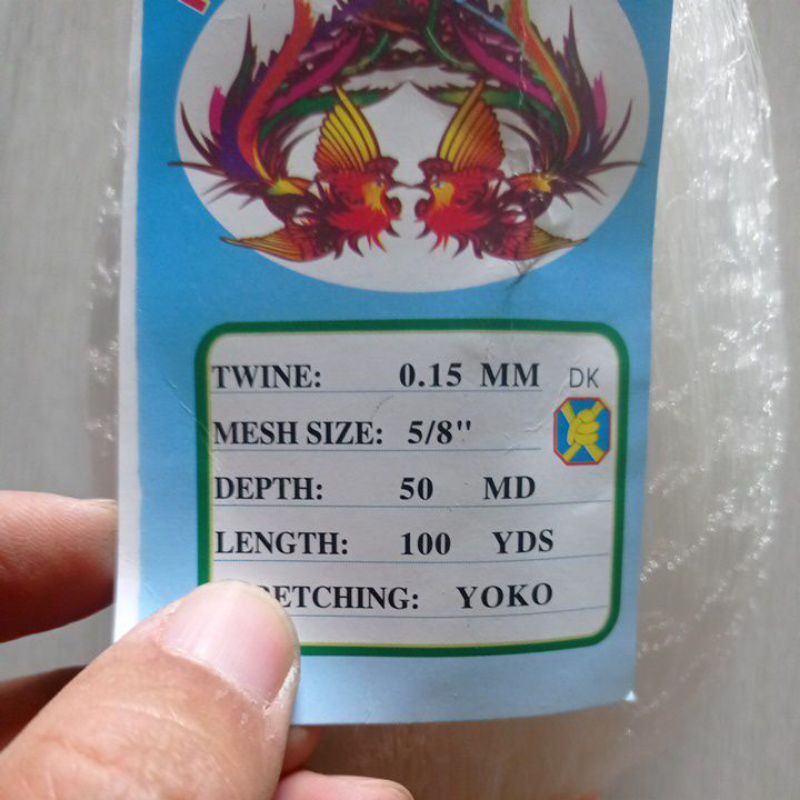 TWINE: 0.15 MM DK
MESH SIZE: 5/8"
DEPTH: 50 MD
LENGTH: 100 YDS
YOKO